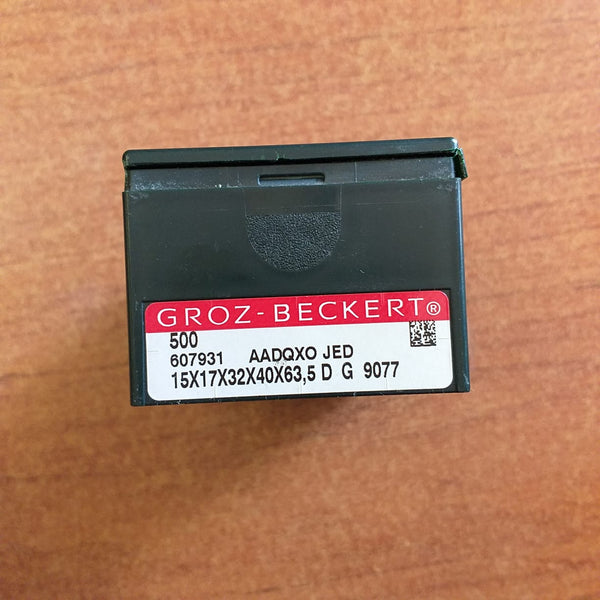 GROZ-BECKERT®
500
607931 AADQXO JED
15X17X32X40X63,5 D G 9077